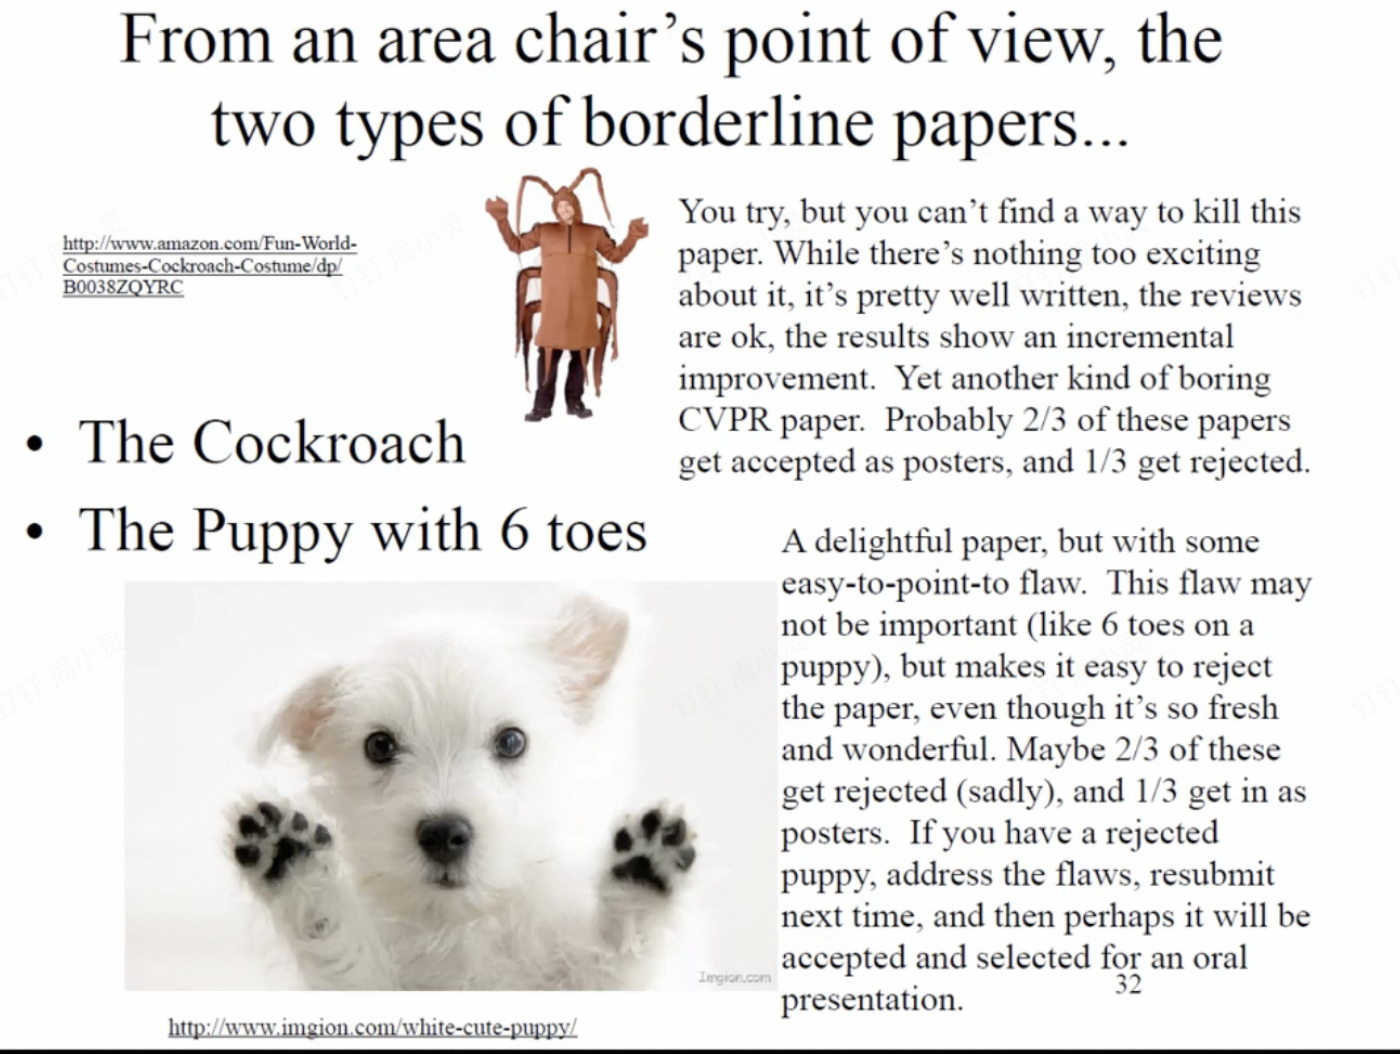 From an area chair's point of view, the
two types of borderline papers...
http://www.amazon.com/Fun-World-
Costumes-Cockroach-Costume/dp/
B0038ZQYRC
You try, but you can't find a way to kill this
paper. While there's nothing too exciting
about it, it's pretty well written, the reviews
are ok, the results show an incremental
improvement.  Yet another kind of boring
CVPR paper.  Probably 2/3 of these papers
get accepted as posters, and 1/3 get rejected.
• The Cockroach
• The Puppy with 6 toes
A delightful paper, but with some
easy-to-point-to flaw.  This flaw may
not be important (like 6 toes on a
puppy), but makes it easy to reject
the paper, even though it's so fresh
and wonderful. Maybe 2/3 of these
get rejected (sadly), and 1/3 get in as
posters.  If you have a rejected
puppy, address the flaws, resubmit
next time, and then perhaps it will be
accepted and selected for an oral
presentation.
Imgion.com
32
http://www.imgion.com/white-cute-puppy/
钉钉 周小灵